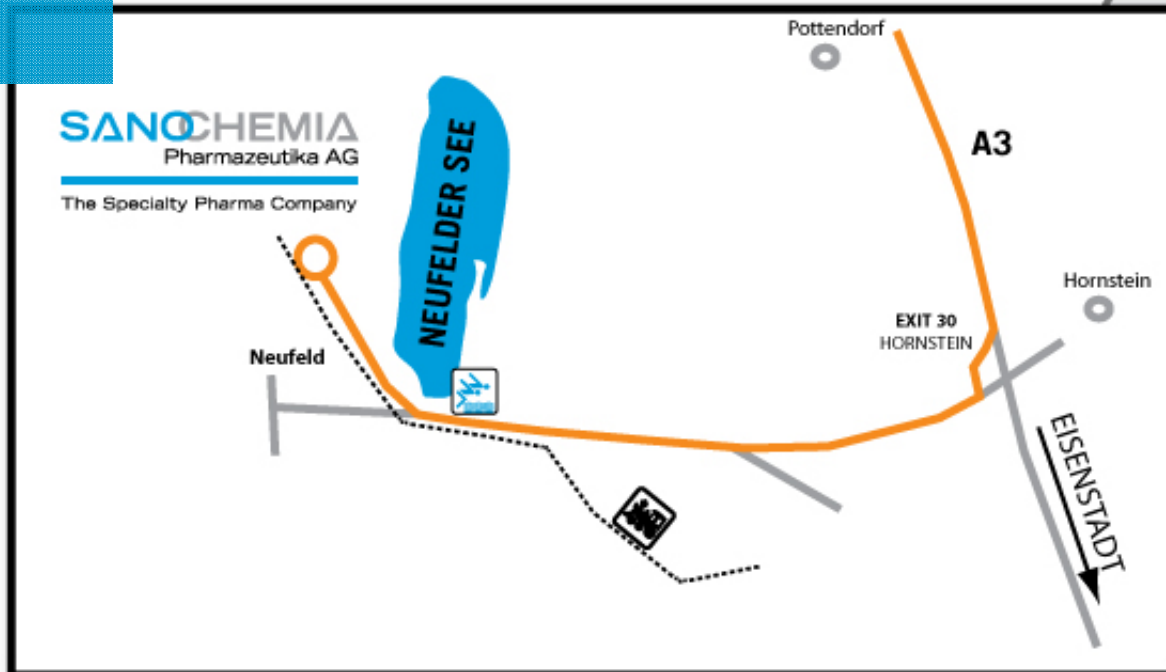 Pottendorf
SANOCHEMIA
Pharmazeutika AG
The Specialty Pharma Company
NEUFELDER SEE
A3
Hornstein
EXIT 30
HORNSTEIN
Neufeld
EISENSTADT